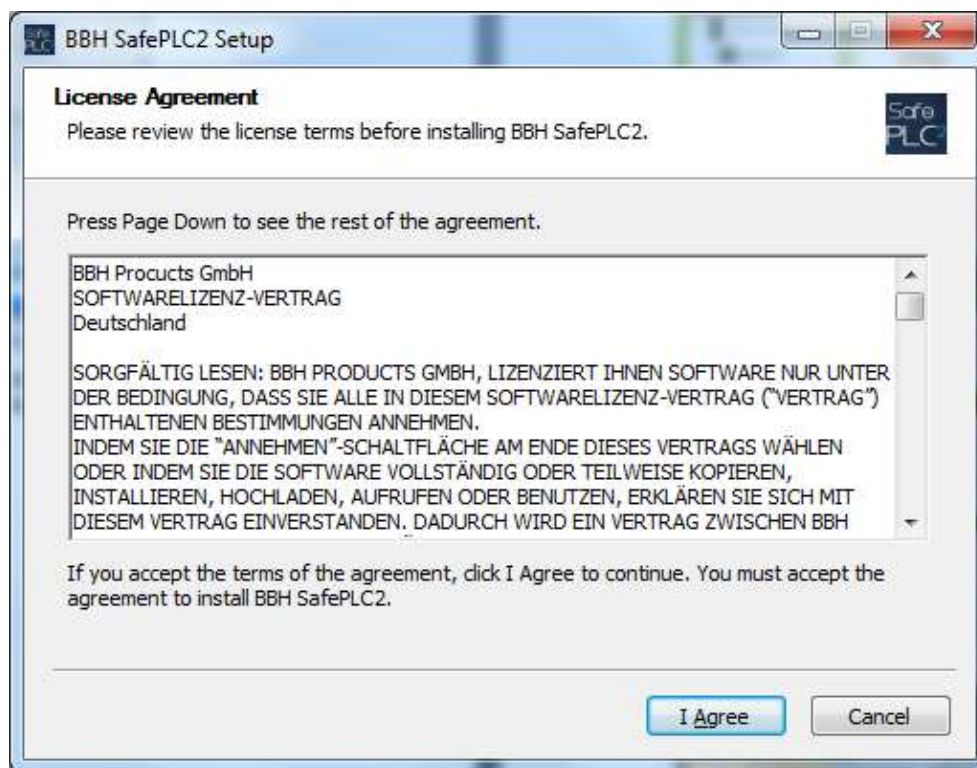 Safe
PLC
BBH SafePLC2 Setup
License Agreement
Please review the license terms before installing BBH SafePLC2.
Safe
PLC2
Press Page Down to see the rest of the agreement.
BBH Procucts GmbH
SOFTWARELIZENZ-VERTRAG
Deutschland
SORGFÄLTIG LESEN: BBH PRODUCTS GMBH, LIZENZIERT IHNEN SOFTWARE NUR UNTER
DER BEDINGUNG, DASS SIE ALLE IN DIESEM SOFTWARELIZENZ-VERTRAG (“VERTRAG”)
ENTHALTENEN BESTIMMUNGEN ANNEHMEN.
INDEM SIE DIE “ANNEHMEN”-SCHALTFLÄCHE AM ENDE DIESES VERTRAGS WÄHLEN
ODER INDEM SIE DIE SOFTWARE VOLLSTÄNDIG ODER TEILWEISE KOPIEREN,
INSTALLIEREN, HOCHLADEN, AUFRUFEN ODER BENUTZEN, ERKLÄREN SIE SICH MIT
DIESEM VERTRAG EINVERSTANDEN. DADURCH WIRD EIN VERTRAG ZWISCHEN BBH
If you accept the terms of the agreement, click I Agree to continue. You must accept the
agreement to install BBH SafePLC2.
I Agree
Cancel